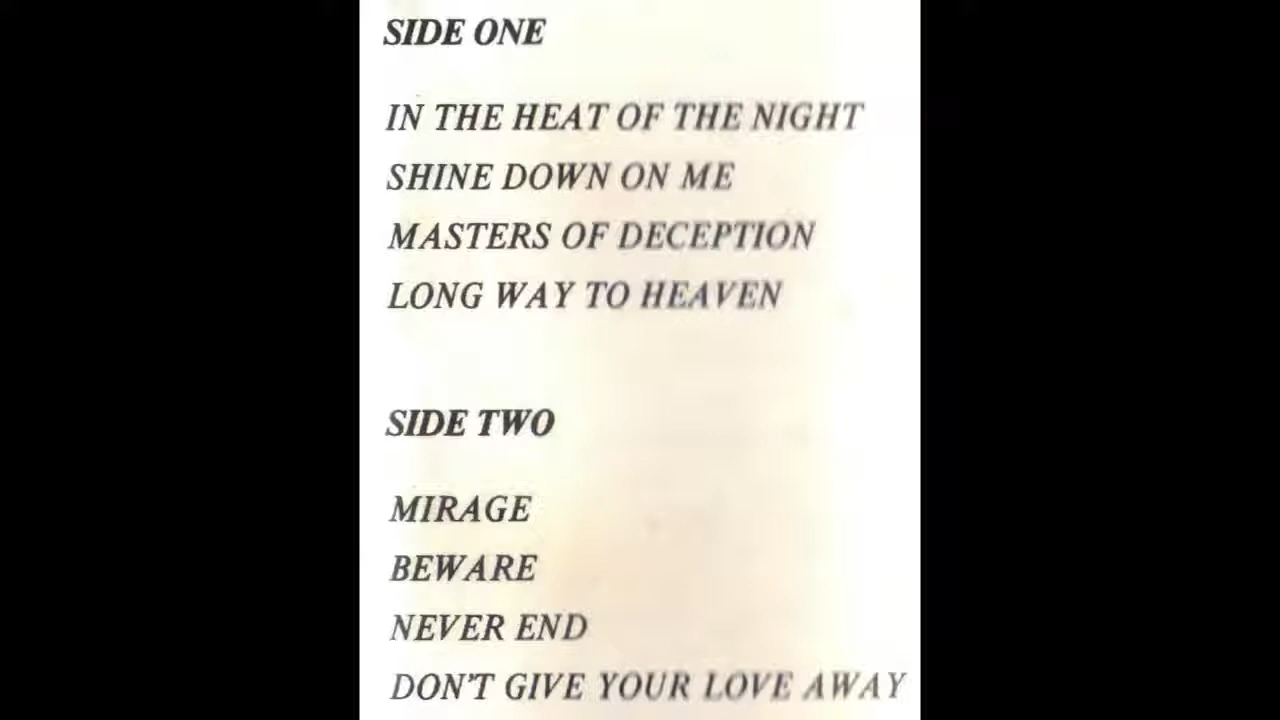 SIDE ONE
IN THE HEAT OF THE NIGHT
SHINE DOWN ON ME
MASTERS OF DECEPTION
LONG WAY TO HEAVEN
SIDE TWO
MIRAGE
BEWARE
NEVER END
DON'T GIVE YOUR LOVE AWAY